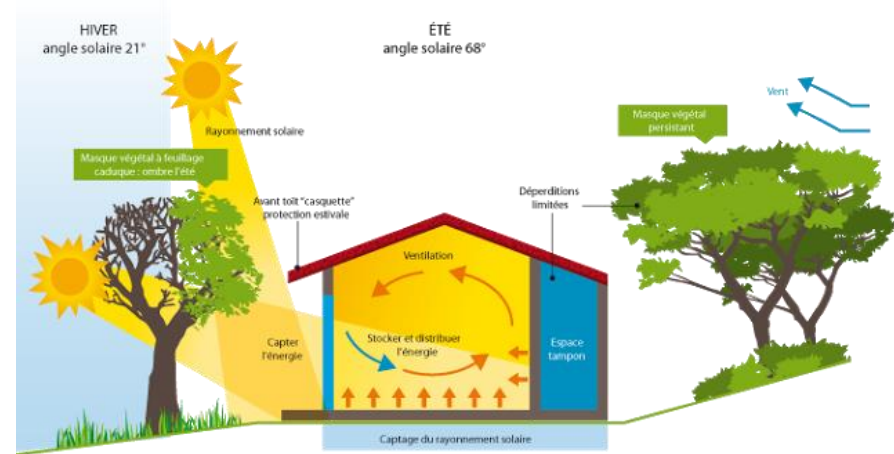 HIVER
angle solaire 21°
ÉTÉ
angle solaire 68°
Vent
Rayonnement solaire
Masque végétal
persistant
Masque végétal à feuillage
caduque : ombre l'été
Avant toît "casquette"
protection estivale
Déperditions
limitées
Ventilation
Capter
l'énergie
Stocker et distribuer
l'énergie
Espace
tampon
Captage du rayonnement solaire